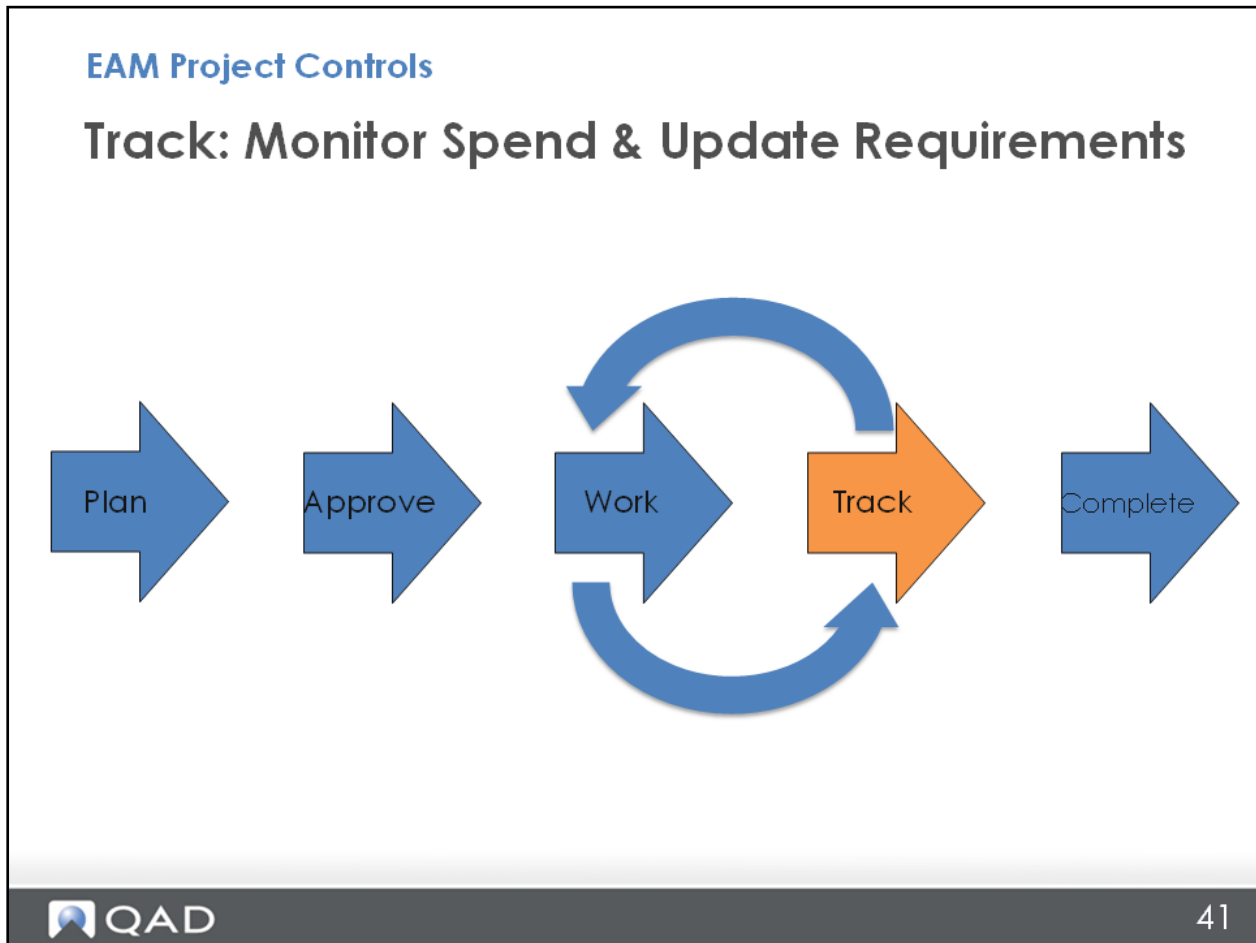 EAM Project Controls
Track: Monitor Spend & Update Requirements
Plan
Approve
Work
Track
Complete
QAD
41